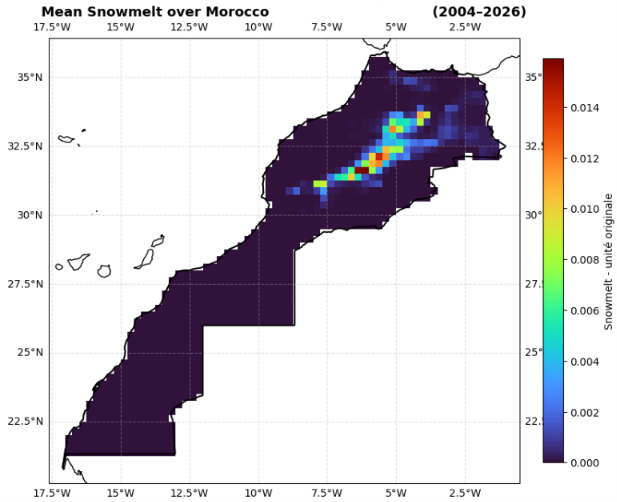 Mean Snowmelt over Morocco (2004–2026)
17.5°W 15°W 12.5°W 10°W 7.5°W 5°W 2.5°W
35°N 35°
32.5°N 32.5°
30°N 30°
27.5°N 27.5
25°N 25°
22.5°N 22.5
17.5°W 15°W 12.5°W 10°W 7.5°W 5°W 2.5°W
0.014
0.012
0.010
0.008
0.006
0.004
0.002
0.000
Snowmelt - unité originale